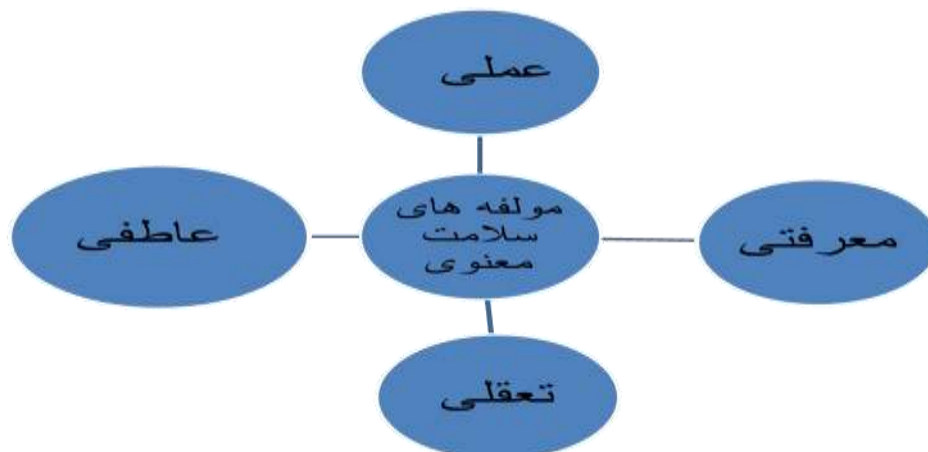 عملی
معرفتی
مولفه های
سلامت
معنوی
عاطفی
تعقلی